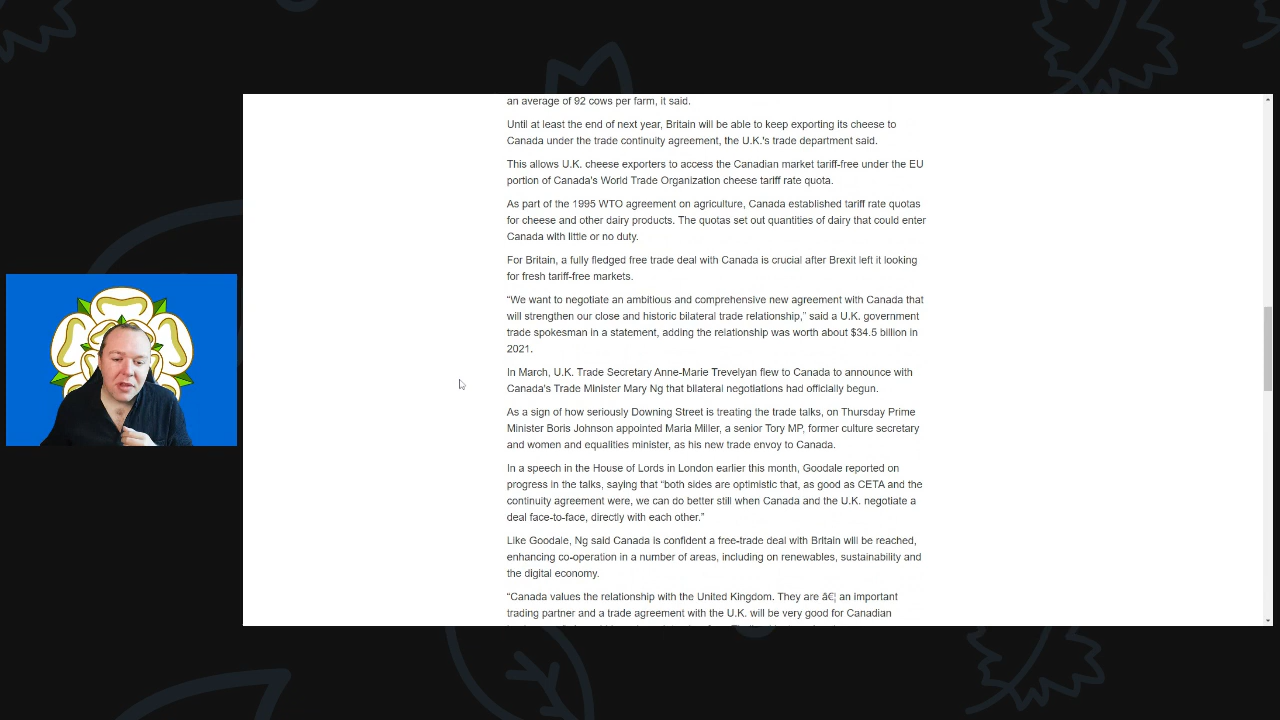 an average of 92 cows per farm, it said.
Until at least the end of next year, Britain will be able to keep exporting its cheese to
Canada under the trade continuity agreement, the U.K.'s trade department said.
This allows U.K. cheese exporters to access the Canadian market tariff-free under the EU
portion of Canada's World Trade Organization cheese tariff rate quota.
As part of the 1995 WTO agreement on agriculture, Canada established tariff rate quotas
for cheese and other dairy products. The quotas set out quantities of dairy that could enter
Canada with little or no duty.
For Britain, a fully fledged free trade deal with Canada is crucial after Brexit left it looking
for fresh tariff-free markets.
“We want to negotiate an ambitious and comprehensive new agreement with Canada that
will strengthen our close and historic bilateral trade relationship,” said a U.K. government
trade spokesman in a statement, adding the relationship was worth about $34.5 billion in
2021.
In March, U.K. Trade Secretary Anne-Marie Trevelyan flew to Canada to announce with
Canada's Trade Minister Mary Ng that bilateral negotiations had officially begun.
As a sign of how seriously Downing Street is treating the trade talks, on Thursday Prime
Minister Boris Johnson appointed Maria Miller, a senior Tory MP, former culture secretary
and women and equalities minister, as his new trade envoy to Canada.
In a speech in the House of Lords in London earlier this month, Goodale reported on
progress in the talks, saying that “both sides are optimistic that, as good as CETA and the
continuity agreement were, we can do better still when Canada and the U.K. negotiate a
deal face-to-face, directly with each other.”
Like Goodale, Ng said Canada is confident a free-trade deal with Britain will be reached,
enhancing co-operation in a number of areas, including on renewables, sustainability and
the digital economy.
“Canada values the relationship with the United Kingdom. They are â€¦ an important
trading partner and a trade agreement with the U.K. will be very good for Canadian